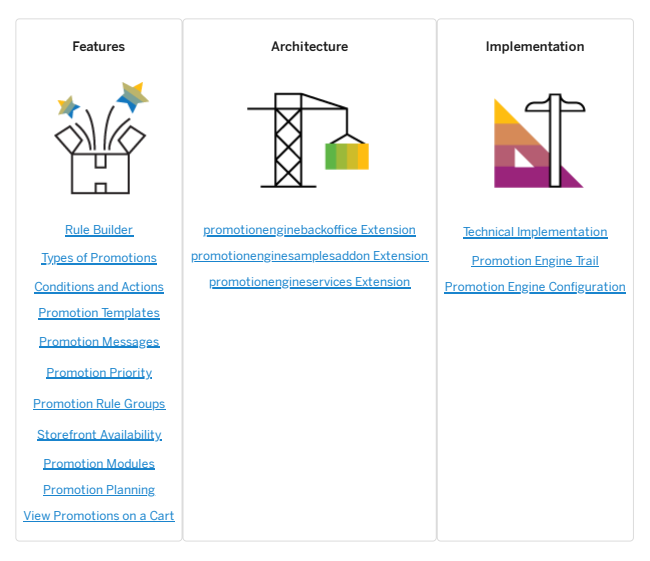 Features
Rule Builder
Types of Promotions
Conditions and Actions
Promotion Templates
Promotion Messages
Promotion Priority
Promotion Rule Groups
Storefront Availability
Promotion Modules
Promotion Planning
View Promotions on a Cart
Architecture
promotionenginebackoffice Extension
promotionenginesamplesaddon Extension
promotionengineservices Extension
Implementation
Technical Implementation
Promotion Engine Trail
Promotion Engine Configuration